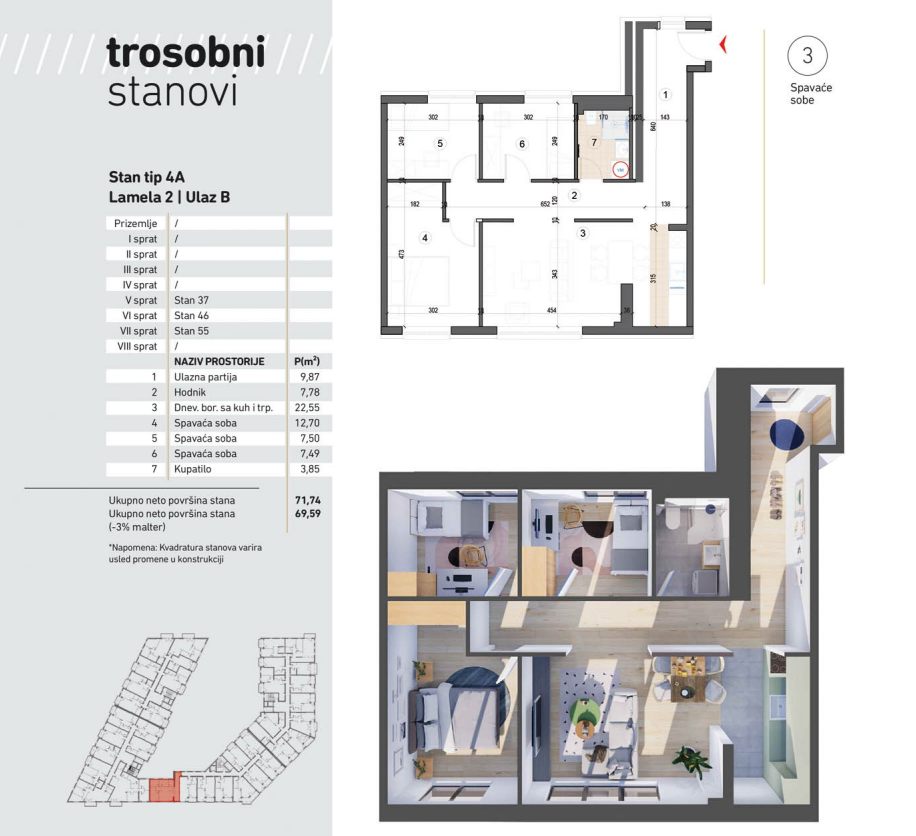 trosobni
stanovi
Stan tip 4A
Lamela 2 | Ulaz B
Prizemlje /
I sprat /
II sprat /
III sprat /
IV sprat /
V sprat Stan 37
VI sprat Stan 46
VII sprat Stan 55
VIII sprat /
NAZIV PROSTORIJE P(m²)
1 Ulazna partija 9,87
2 Hodnik 7,78
3 Dnev. bor. sa kuh i trp. 22,55
4 Spavaća soba 12,70
5 Spavaća soba 7,50
6 Spavaća soba 7,49
7 Kupatilo 3,85
Ukupno neto površina stana 71,74
Ukupno neto površina stana 69,59
(-3% malter)
*Napomena: Kvadratura stanova varira
usled promene u konstrukciji
3
Spavaće
sobe
1
302
302
170
143
640
249
5
6
249
7
2
182
652
120
138
3
20
4
473
343
315
302
454
38